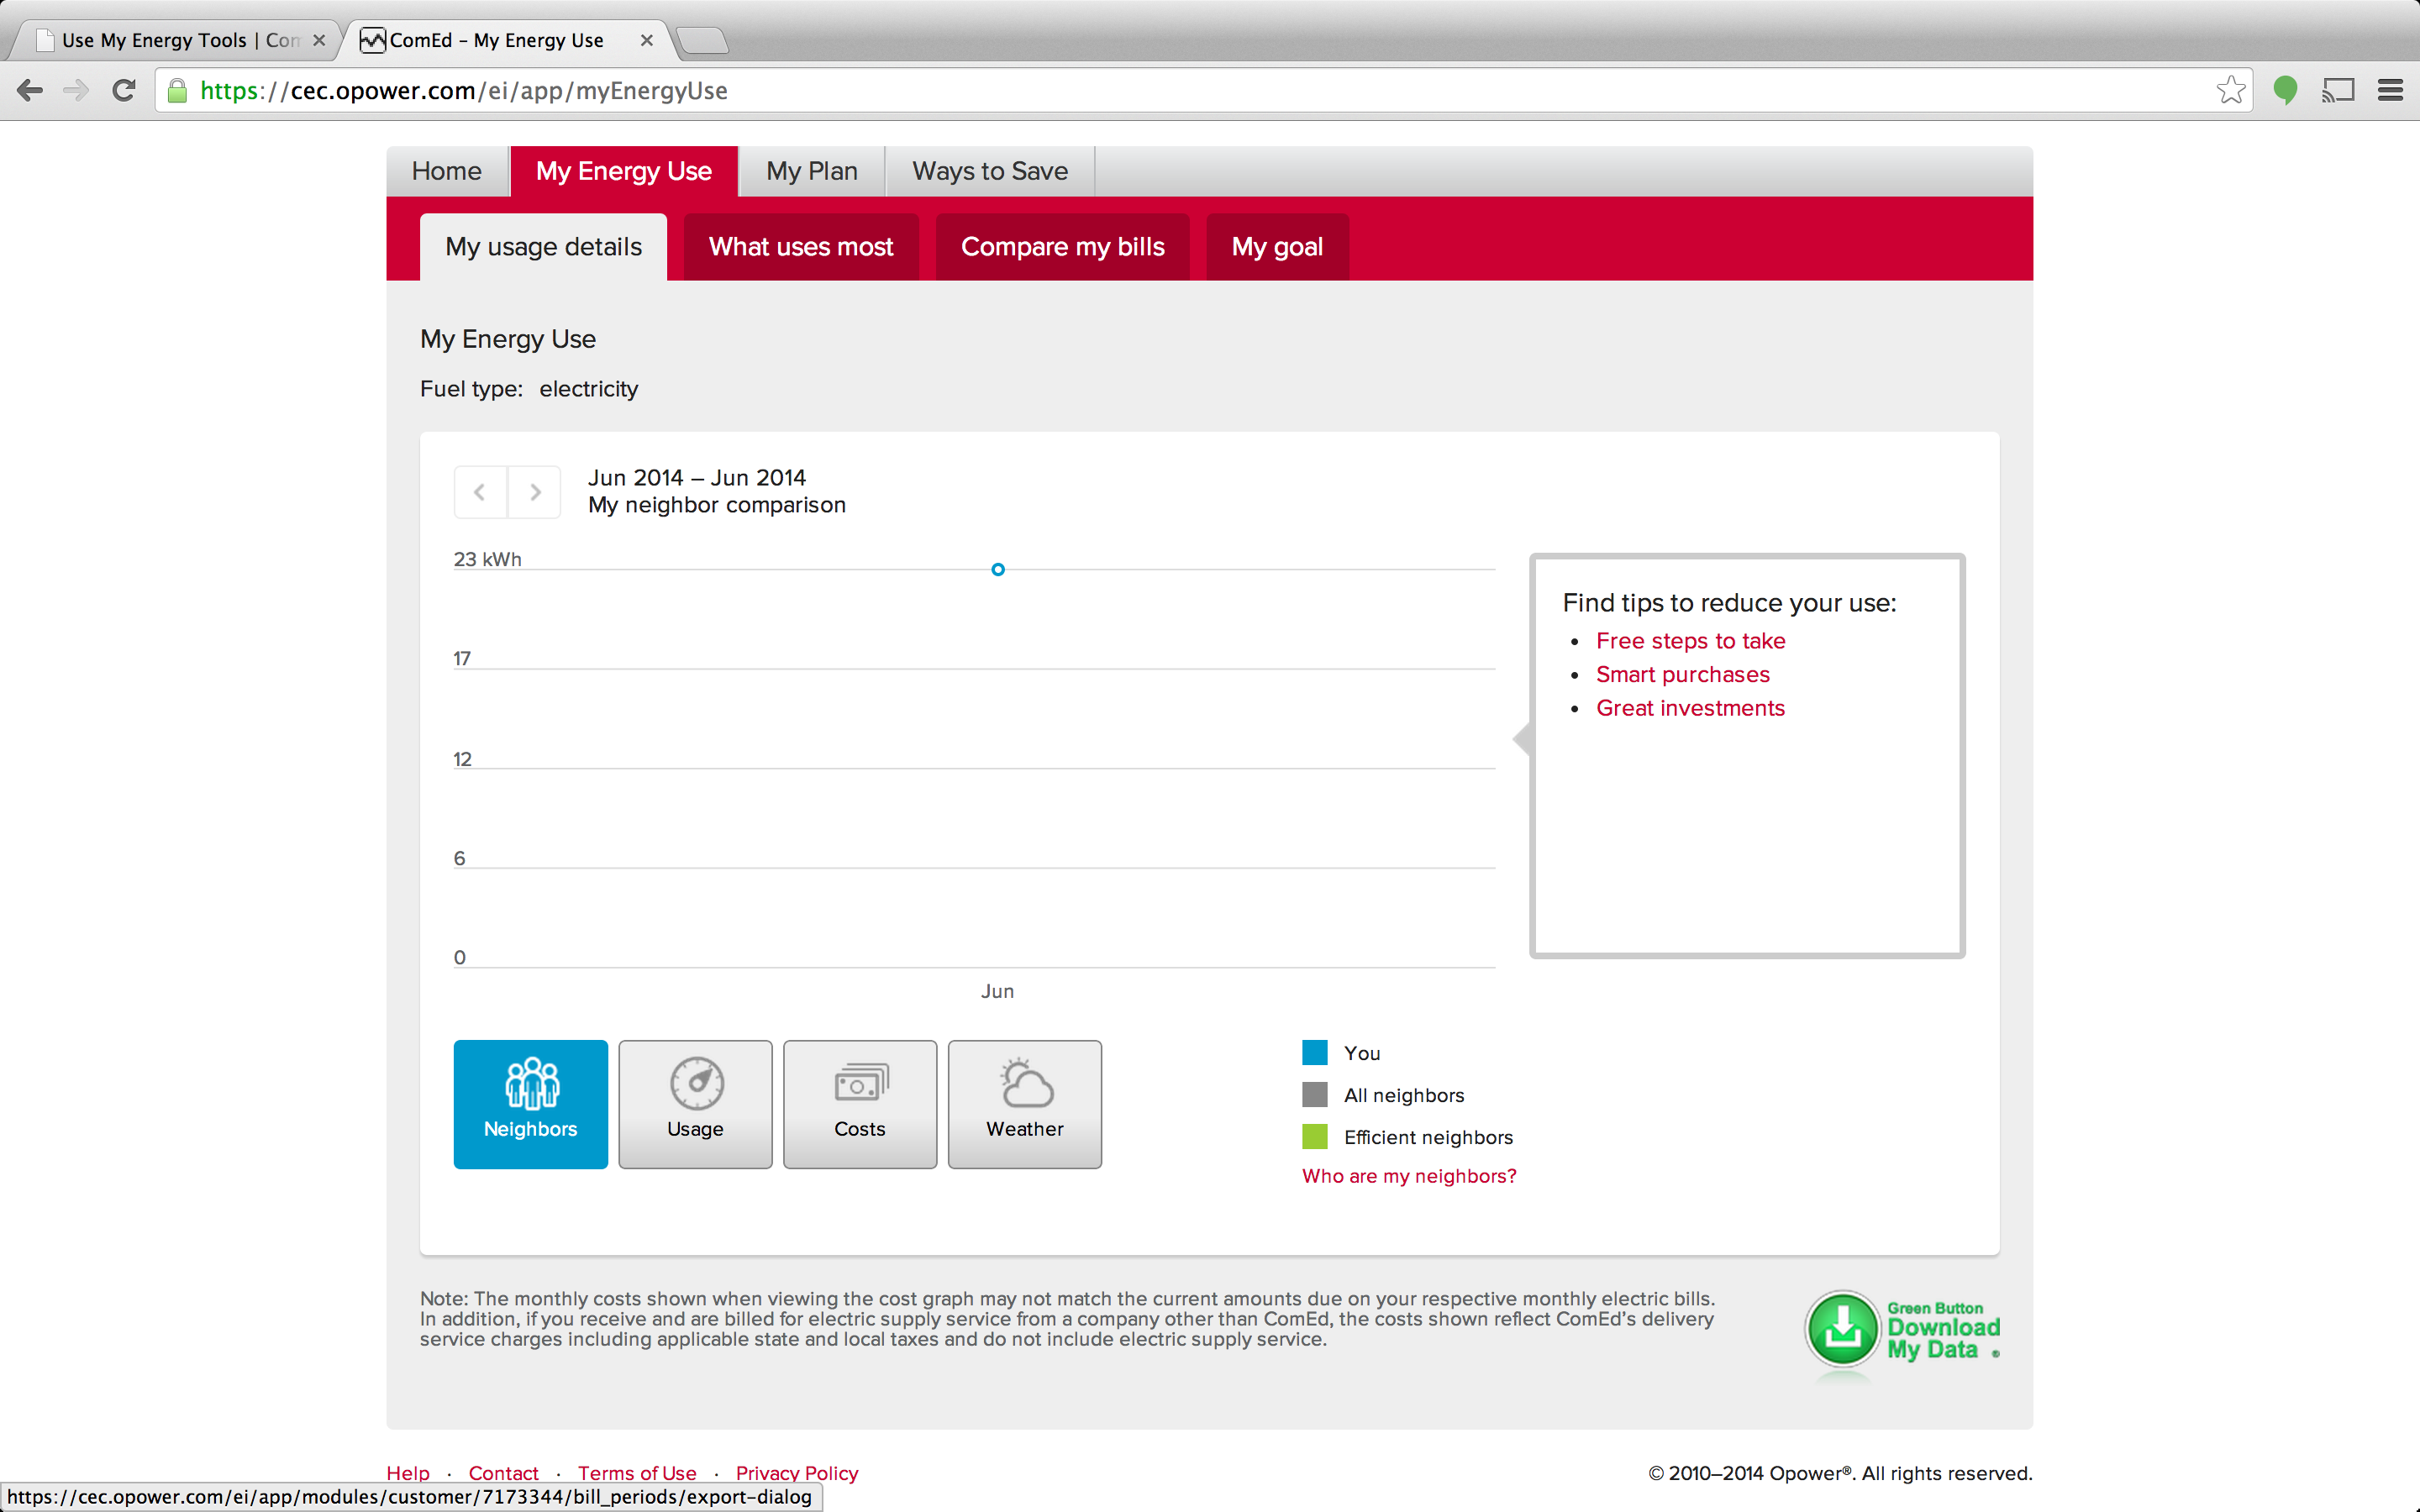 Use My Energy Tools | Com
ComEd – My Energy Use
https://cec.opower.com/ei/app/myEnergyUse
Home
My Energy Use
My Plan
Ways to Save
My usage details
What uses most
Compare my bills
My goal
My Energy Use
Fuel type: electricity
Jun 2014 – Jun 2014
My neighbor comparison
23 kWh
17
12
6
0
Jun
Find tips to reduce your use:
• Free steps to take
• Smart purchases
• Great investments
Neighbors
Usage
Costs
Weather
You
All neighbors
Efficient neighbors
Who are my neighbors?
Note: The monthly costs shown when viewing the cost graph may not match the current amounts due on your respective monthly electric bills.
In addition, if you receive and are billed for electric supply service from a company other than ComEd, the costs shown reflect ComEd’s delivery
service charges including applicable state and local taxes and do not include electric supply service.
Green Button
Download
My Data
Help · Contact · Terms of Use · Privacy Policy
© 2010–2014 Opower®. All rights reserved.
https://cec.opower.com/ei/app/modules/customer/7173344/bill_periods/export-dialog